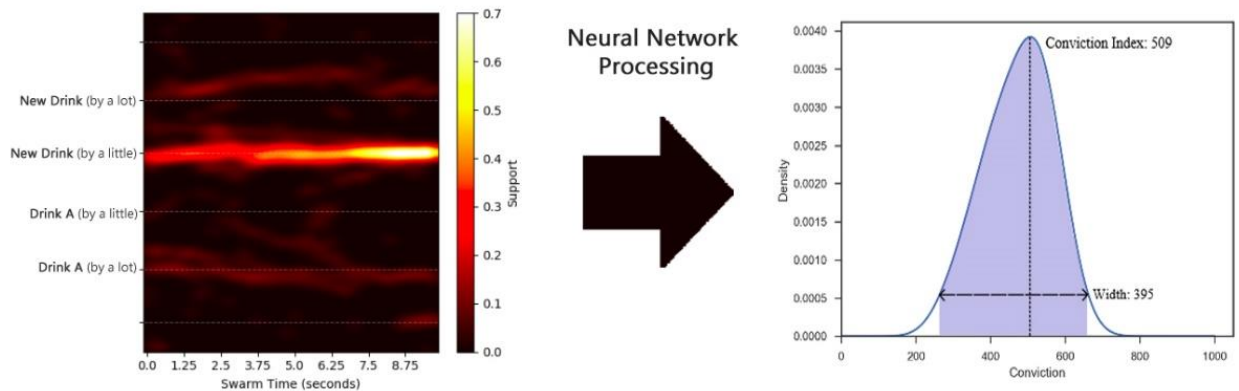 New Drink (by a lot)
New Drink (by a little)
Drink A (by a little)
Drink A (by a lot)
0.0 1.25 2.5 3.75 5.0 6.25 7.5 8.75
Swarm Time (seconds)
0.7
0.6
0.5
0.4
0.3
0.2
0.1
0.0
Support
Neural Network
Processing
0.0040
0.0035
0.0030
0.0025
0.0020
0.0015
0.0010
0.0005
0.0000
Density
Conviction Index: 509
Width: 395
0 200 400 600 800 1000
Conviction